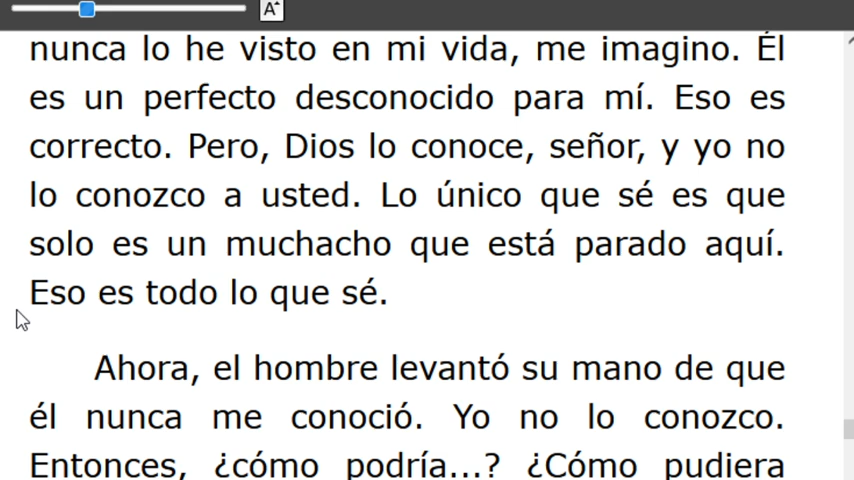 A
nunca lo he visto en mi vida, me imagino. Él
es un perfecto desconocido para mí. Eso es
correcto. Pero, Dios lo conoce, señor, y yo no
lo conozco a usted. Lo único que sé es que
solo es un muchacho que está parado aquí.
Eso es todo lo que sé.
Ahora, el hombre levantó su mano de que
él nunca me conoció. Yo no lo conozco.
Entonces, ¿cómo podría...? ¿Cómo pudiera